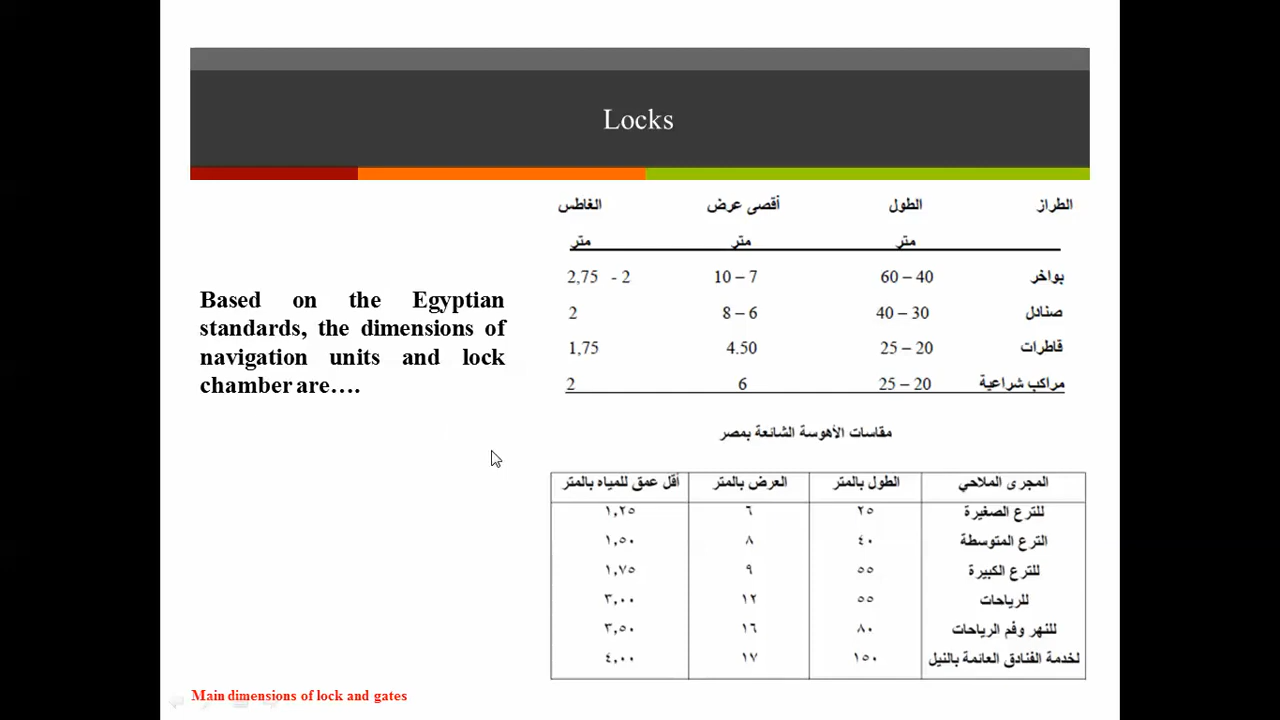 Locks
الطراز الطول أقصى عرض الغاطس
متر متر متر
بواخر 40 – 60 7 – 10 2 - 2,75
صنادل 30 – 40 6 – 8 2
قاطرات 20 – 25 4.50 1,75
مراكب شراعية 20 – 25 6 2
Based on the Egyptian
standards, the dimensions of
navigation units and lock
chamber are….
مقاسات الأهوسة الشائعة بمصر
المجرى الملاحي الطول بالمتر العرض بالمتر أقل عمق للمياه بالمتر
للترع الصغيرة ٢٥ ٦ ١,٢٥
الترع المتوسطة ٤٠ ٨ ١,٥٠
للترع الكبيرة ٥٥ ٩ ١,٧٥
للرياحات ٥٥ ١٢ ٣,٠٠
للنهر وفم الرياحات ٨٠ ١٦ ٣,٥٠
لخدمة الفنادق العائمة بالنيل ١٥٠ ١٧ ٤,٠٠
Main dimensions of lock and gates